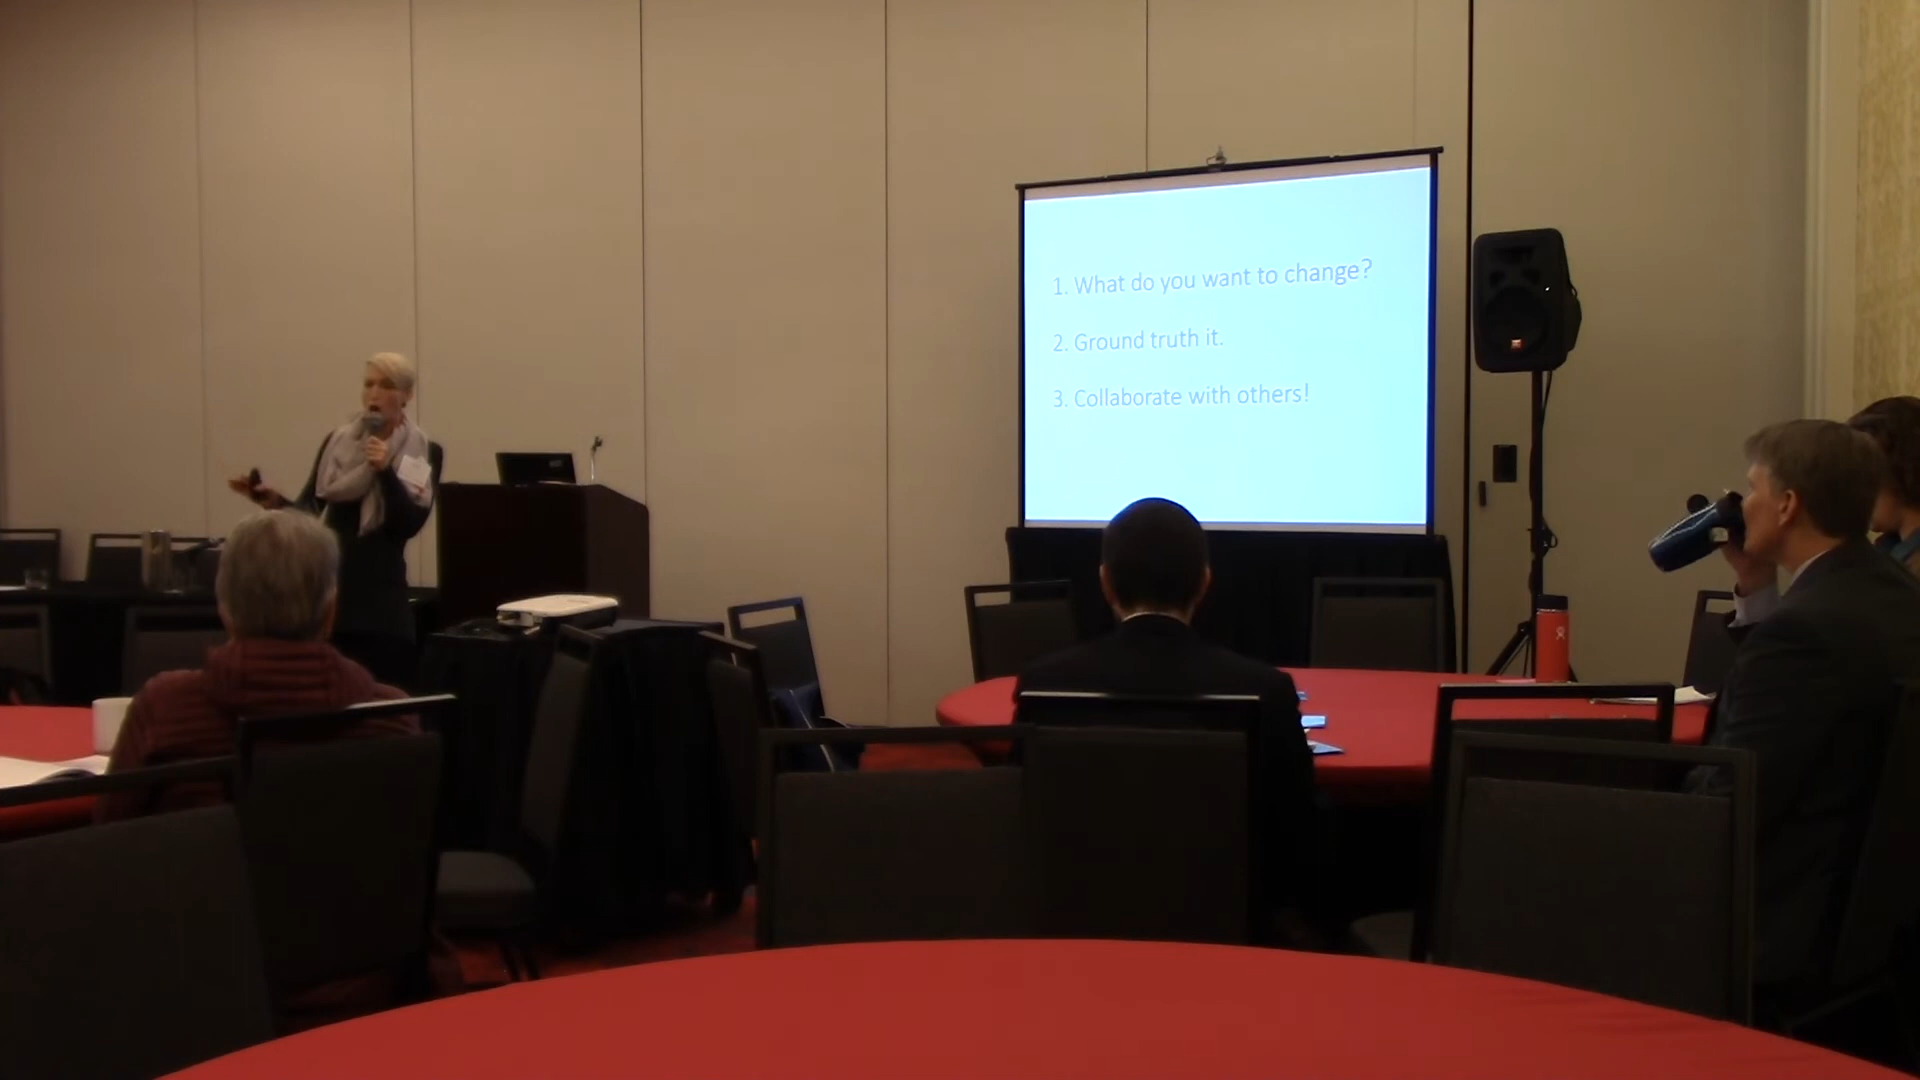 1. What do you want to change?
2. Ground truth it.
3. Collaborate with others!